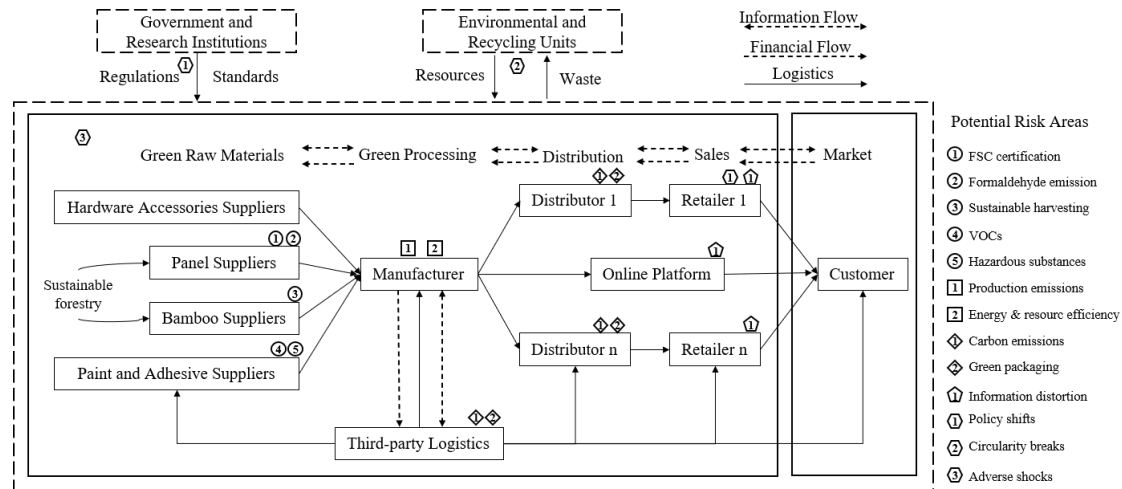 Government and
Research Institutions
Environmental and
Recycling Units
Information Flow
Financial Flow
Logistics
Regulations
1
Standards
Resources
2
Waste
3
Green Raw Materials
Green Processing
Distribution
Sales
Market
Hardware Accessories Suppliers
1 2
Panel Suppliers
Sustainable
forestry
3
Bamboo Suppliers
4 5
Paint and Adhesive Suppliers
1 2
Manufacturer
1 2
Third-party Logistics
1 2
Distributor 1
1 1
Retailer 1
1
Online Platform
1 2
Distributor n
1
Retailer n
Customer
Potential Risk Areas
1 FSC certification
2 Formaldehyde emission
3 Sustainable harvesting
4 VOCs
5 Hazardous substances
1 Production emissions
2 Energy & resourc efficiency
1 Carbon emissions
2 Green packaging
1 Information distortion
1 Policy shifts
2 Circularity breaks
3 Adverse shocks